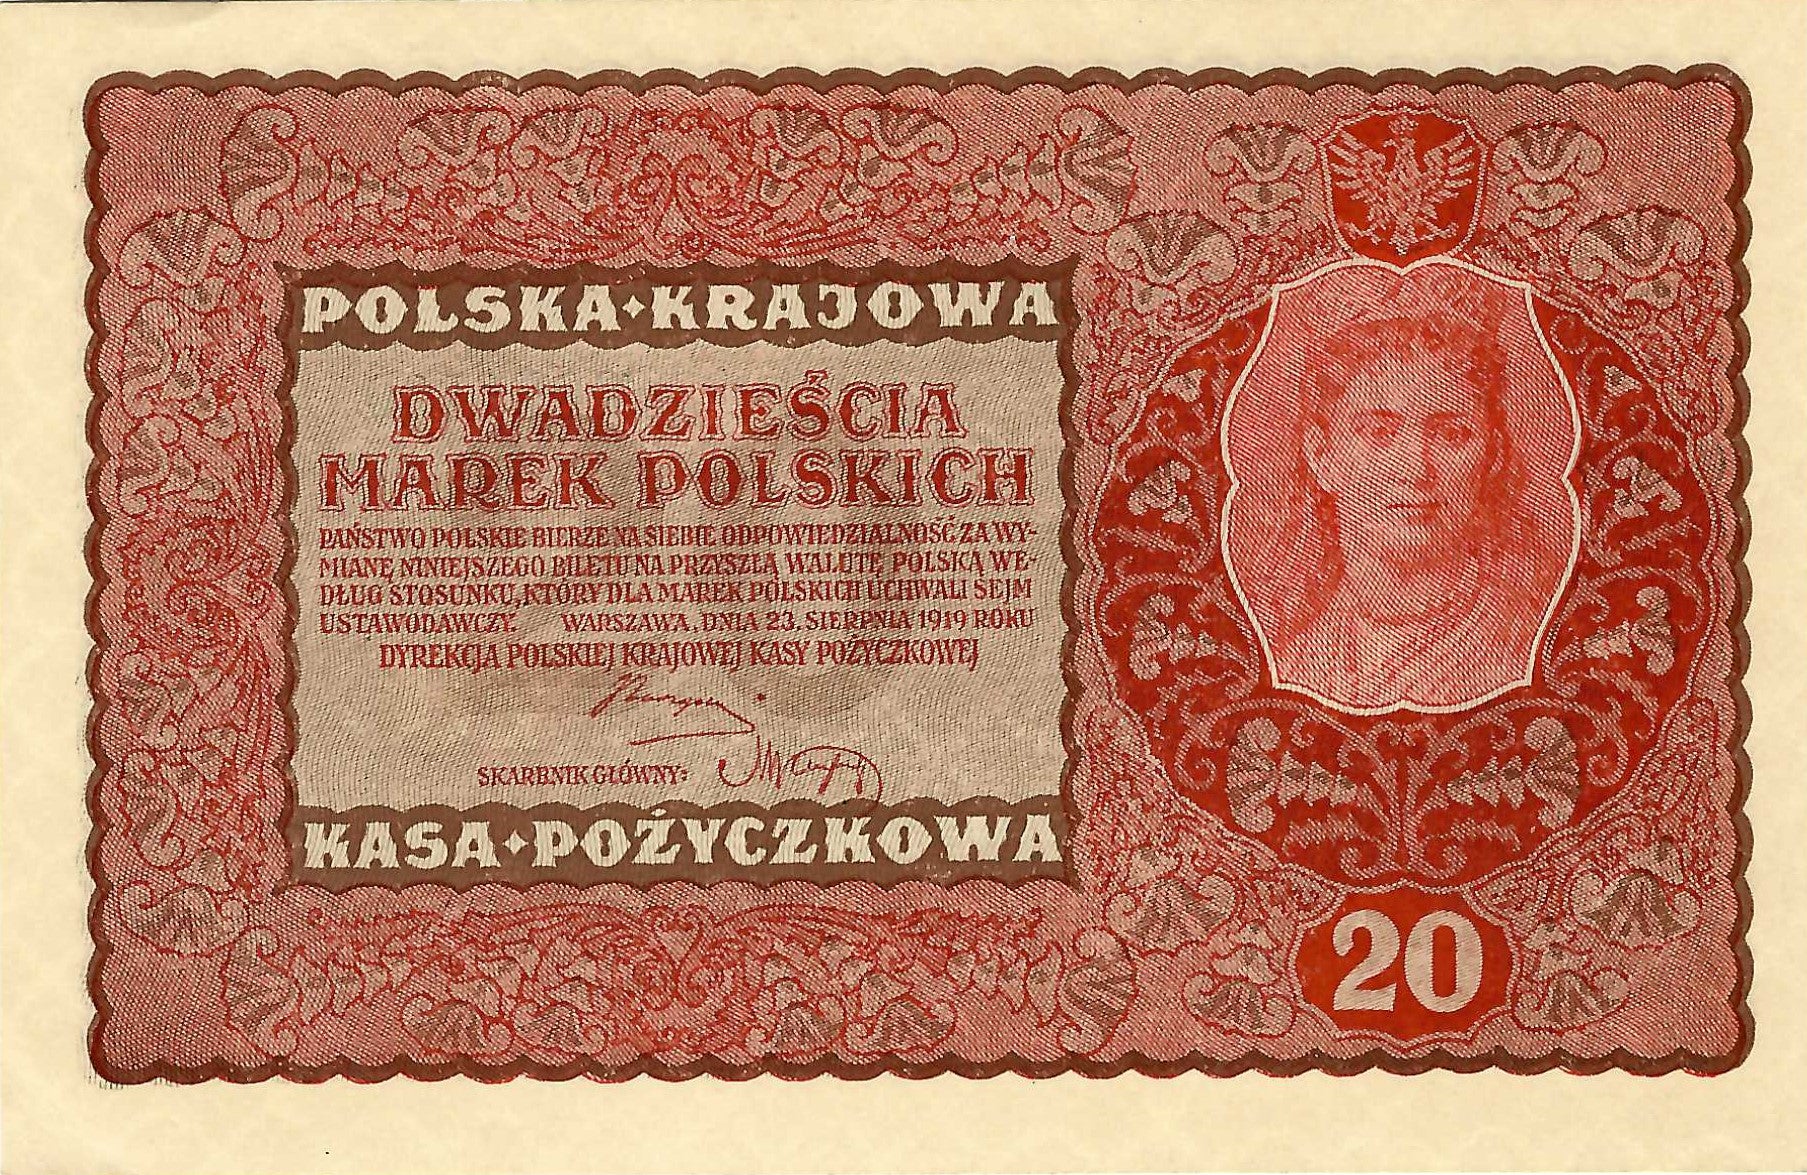 POLSKA·KRAJOWA
DWADZIEŚCIA
MAREK POLSKICH
PAŃSTWO POLSKIE BIERZE NA SIEBIE ODPOWIEDZIALNOŚĆ ZA WY-
MIANĘ NINIEJSZEGO BILETU NA PRZYSZŁĄ WALUTĘ POLSKĄ WE-
DŁUG STOSUNKU, KTÓRY DLA MAREK POLSKICH UCHWALI SEJM
USTAWODAWCZY. WARSZAWA, DNIA 23. SIERPNIA 1919 ROKU
DYREKCJA POLSKIEJ KRAJOWEJ KASY POŻYCZKOWEJ
SKARBNIK GŁÓWNY:
KASA·POŻYCZKOWA
20